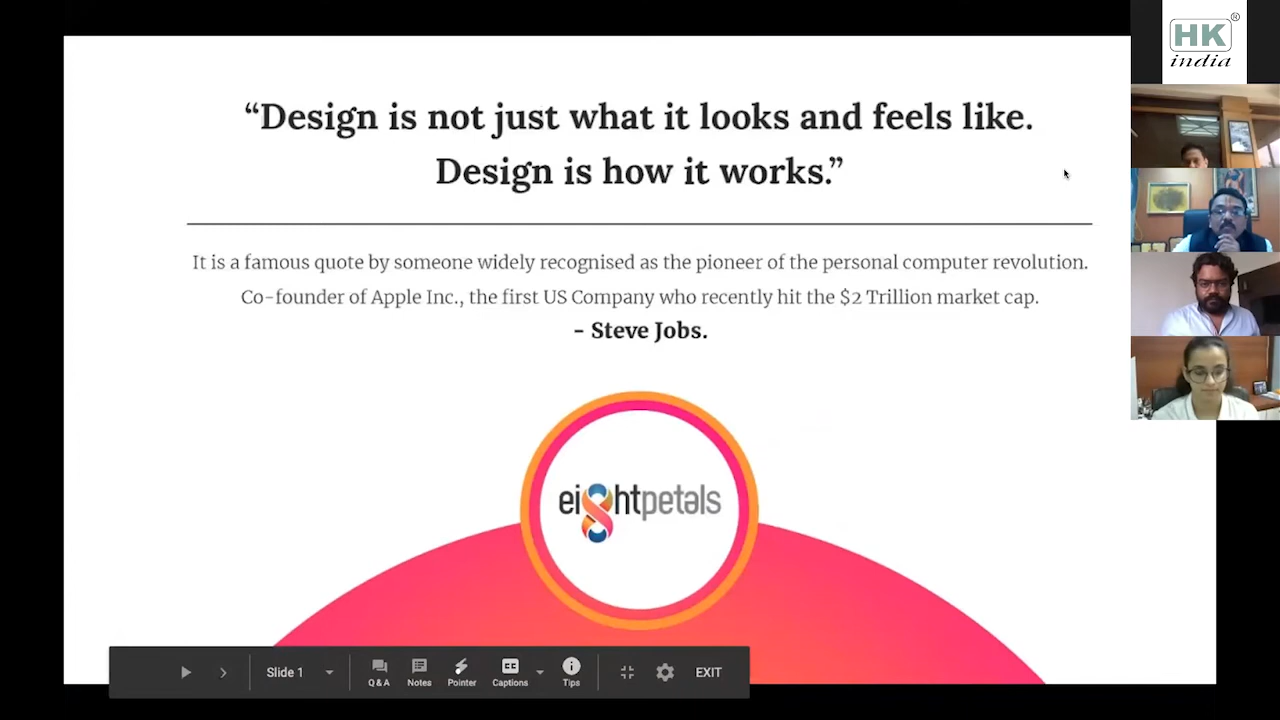 HK
®
india
“Design is not just what it looks and feels like.
Design is how it works.”
It is a famous quote by someone widely recognised as the pioneer of the personal computer revolution.
Co-founder of Apple Inc., the first US Company who recently hit the $2 Trillion market cap.
- Steve Jobs.
eightpetals
Slide 1
Q & A
Notes
Pointer
CC
Captions
Tips
EXIT